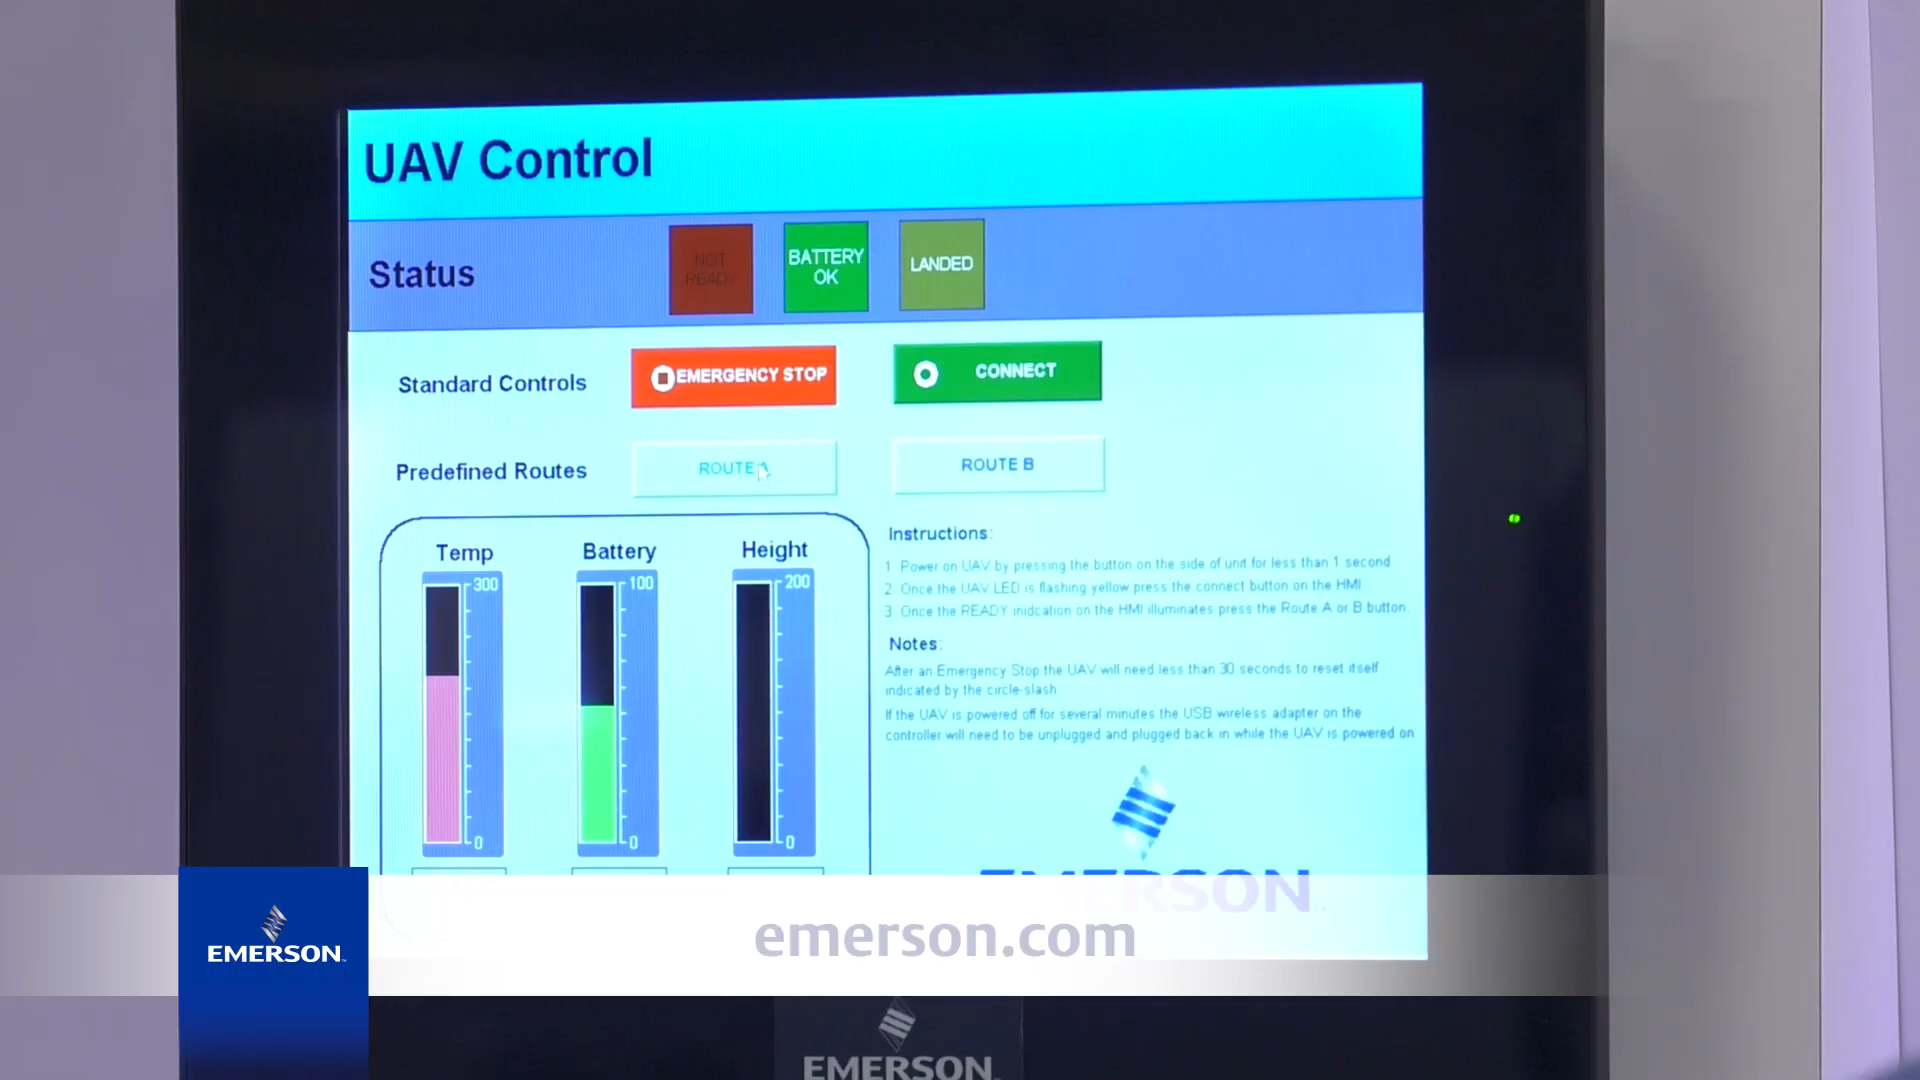 UAV Control
Status
NOT
READY
BATTERY
OK
LANDED
Standard Controls
EMERGENCY STOP
CONNECT
Predefined Routes
ROUTE A
ROUTE B
Temp
Battery
Height
300
100
200
0
0
0
Instructions:
1 Power on UAV by pressing the button on the side of unit for less than 1 second
2 Once the UAV LED is flashing yellow press the connect button on the HMI
3 Once the READY inidcation on the HMI illuminates press the Route A or B button.
Notes:
After an Emergency Stop the UAV will need less than 30 seconds to reset itself
indicated by the circle-slash
If the UAV is powered off for several minutes the USB wireless adapter on the
controller will need to be unplugged and plugged back in while the UAV is powered on
EMERSON
EMERSON™
emerson.com
EMERSON